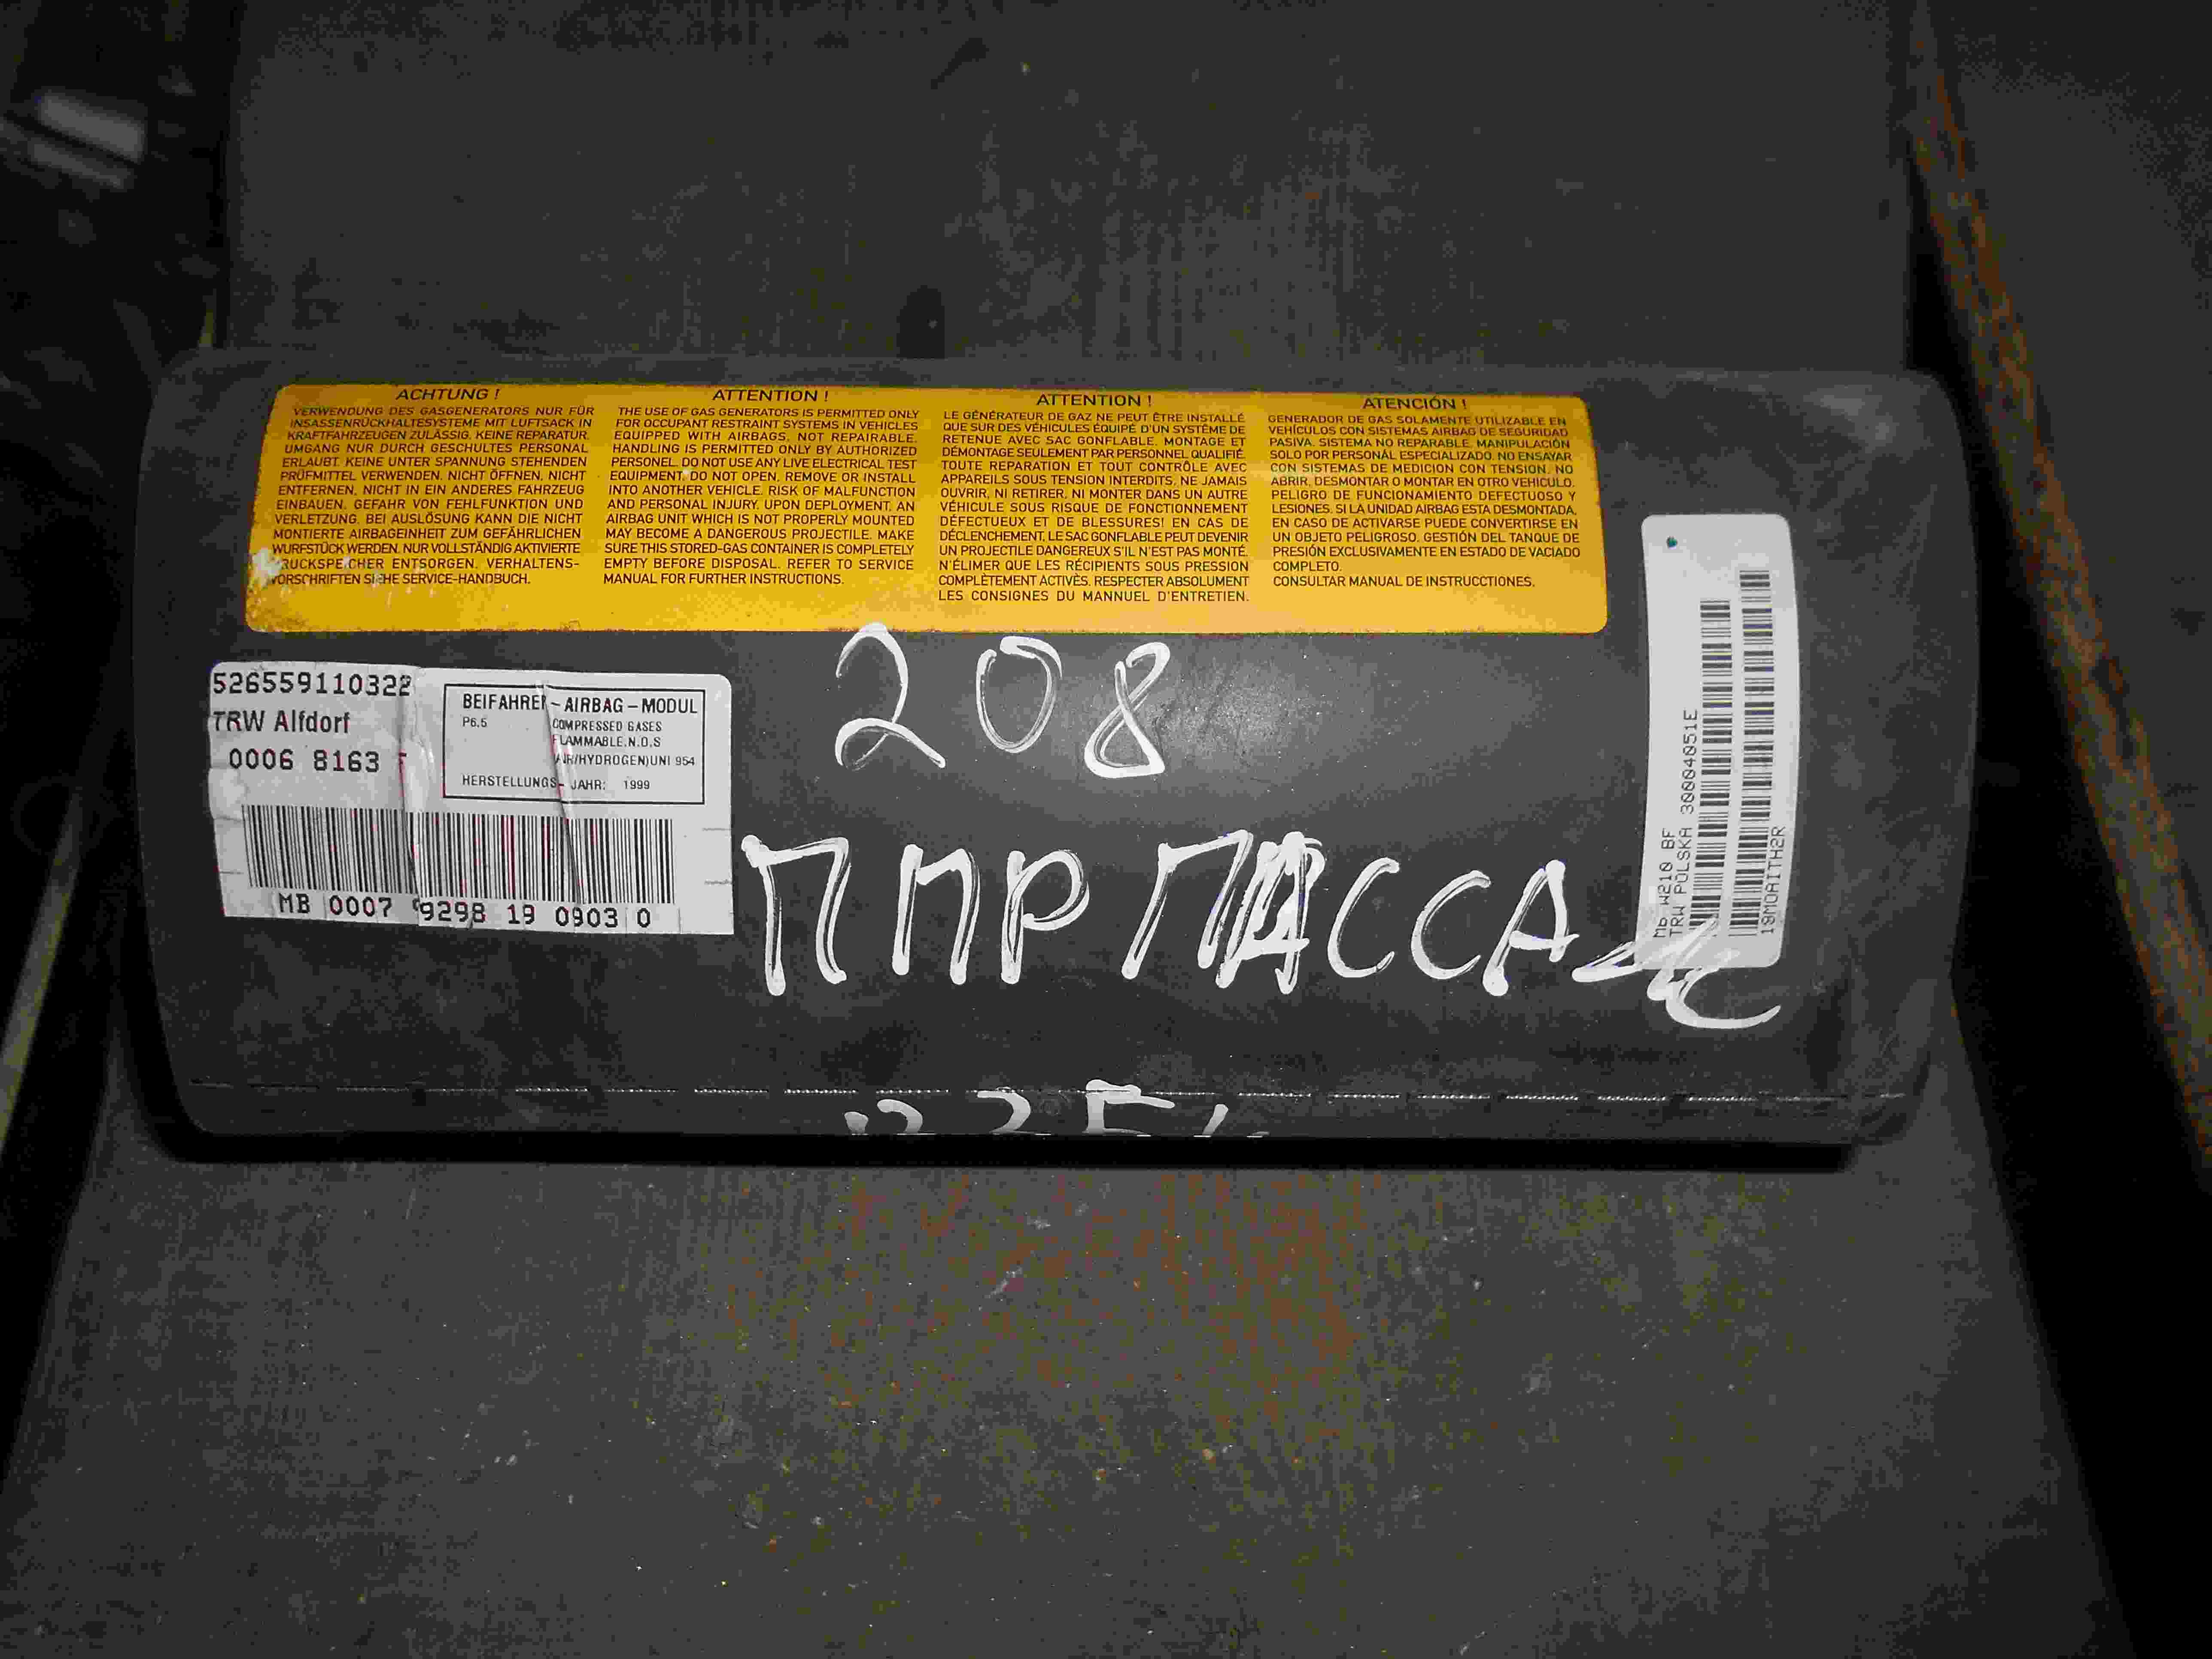 ACHTUNG !
VERWENDUNG DES GASGENERATORS NUR FÜR
INSASSENRÜCKHALTESYSTEME MIT LUFTSACK IN
KRAFTFAHRZEUGEN ZULÄSSIG. KEINE REPARATUR.
UMGANG NUR DURCH GESCHULTES PERSONAL
ERLAUBT. KEINE UNTER SPANNUNG STEHENDEN
PRÜFMITTEL VERWENDEN. NICHT ÖFFNEN, NICHT
ENTFERNEN, NICHT IN EIN ANDERES FAHRZEUG
EINBAUEN. GEFAHR VON FEHLFUNKTION UND
VERLETZUNG. BEI AUSLÖSUNG KANN DIE NICHT
MONTIERTE AIRBAGEINHEIT ZUM GEFÄHRLICHEN
WURFSTÜCK WERDEN. NUR VOLLSTÄNDIG AKTIVIERTE
RUCKSPEICHER ENTSORGEN. VERHALTENS-
VORSCHRIFTEN SIEHE SERVICE-HANDBUCH.
ATTENTION !
THE USE OF GAS GENERATORS IS PERMITTED ONLY
FOR OCCUPANT RESTRAINT SYSTEMS IN VEHICLES
EQUIPPED WITH AIRBAGS. NOT REPAIRABLE.
HANDLING IS PERMITTED ONLY BY AUTHORIZED
PERSONEL. DO NOT USE ANY LIVE ELECTRICAL TEST
EQUIPMENT. DO NOT OPEN, REMOVE OR INSTALL
INTO ANOTHER VEHICLE. RISK OF MALFUNCTION
AND PERSONAL INJURY. UPON DEPLOYMENT, AN
AIRBAG UNIT WHICH IS NOT PROPERLY MOUNTED
MAY BECOME A DANGEROUS PROJECTILE. MAKE
SURE THIS STORED-GAS CONTAINER IS COMPLETELY
EMPTY BEFORE DISPOSAL. REFER TO SERVICE
MANUAL FOR FURTHER INSTRUCTIONS.
ATTENTION !
LE GÉNÉRATEUR DE GAZ NE PEUT ÊTRE INSTALLÉ
QUE SUR DES VÉHICULES ÉQUIPÉ D'UN SYSTÈME DE
RETENUE AVEC SAC GONFLABLE. MONTAGE ET
DÉMONTAGE SEULEMENT PAR PERSONNEL QUALIFIÉ.
TOUTE REPARATION ET TOUT CONTRÔLE AVEC
APPAREILS SOUS TENSION INTERDITS. NE JAMAIS
OUVRIR, NI RETIRER, NI MONTER DANS UN AUTRE
VÉHICULE SOUS RISQUE DE FONCTIONNEMENT
DÉFECTUEUX ET DE BLESSURES! EN CAS DE
DÉCLENCHEMENT, LE SAC GONFLABLE PEUT DEVENIR
UN PROJECTILE DANGEREUX S'IL N'EST PAS MONTÉ.
N'ÉLIMER QUE LES RÉCIPIENTS SOUS PRESSION
COMPLÈTEMENT ACTIVÈS. RESPECTER ABSOLUMENT
LES CONSIGNES DU MANNUEL D'ENTRETIEN.
ATENCIÓN !
GENERADOR DE GAS SOLAMENTE UTILIZABLE EN
VEHÍCULOS CON SISTEMAS AIRBAG DE SEGURIDAD
PASIVA. SISTEMA NO REPARABLE. MANIPULACIÓN
SOLO POR PERSONÁL ESPECIALIZADO. NO ENSAYAR
CON SISTEMAS DE MEDICION CON TENSION. NO
ABRIR, DESMONTAR O MONTAR EN OTRO VEHICULO.
PELIGRO DE FUNCIONAMIENTO DEFECTUOSO Y
LESIONES. SI LA UNIDAD AIRBAG ESTA DESMONTADA,
EN CASO DE ACTIVARSE PUEDE CONVERTIRSE EN
UN OBJETO PELIGROSO. GESTIÓN DEL TANQUE DE
PRESIÓN EXCLUSIVAMENTE EN ESTADO DE VACIADO
COMPLETO.
CONSULTAR MANUAL DE INSTRUCCTIONES.
526559110322
TRW Alfdorf
0006 8163
BEIFAHRER-AIRBAG-MODUL
P6.5 COMPRESSED GASES
FLAMMABLE.N.O.S
AIR/HYDROGEN)UNI 954
HERSTELLUNGS-JAHR: 1999
MB 0007 9298 19 0903 0
208
ППР ПАССАЖ
MB W210 BF
TRW POLSKA 300004051E
19MOAITH2R